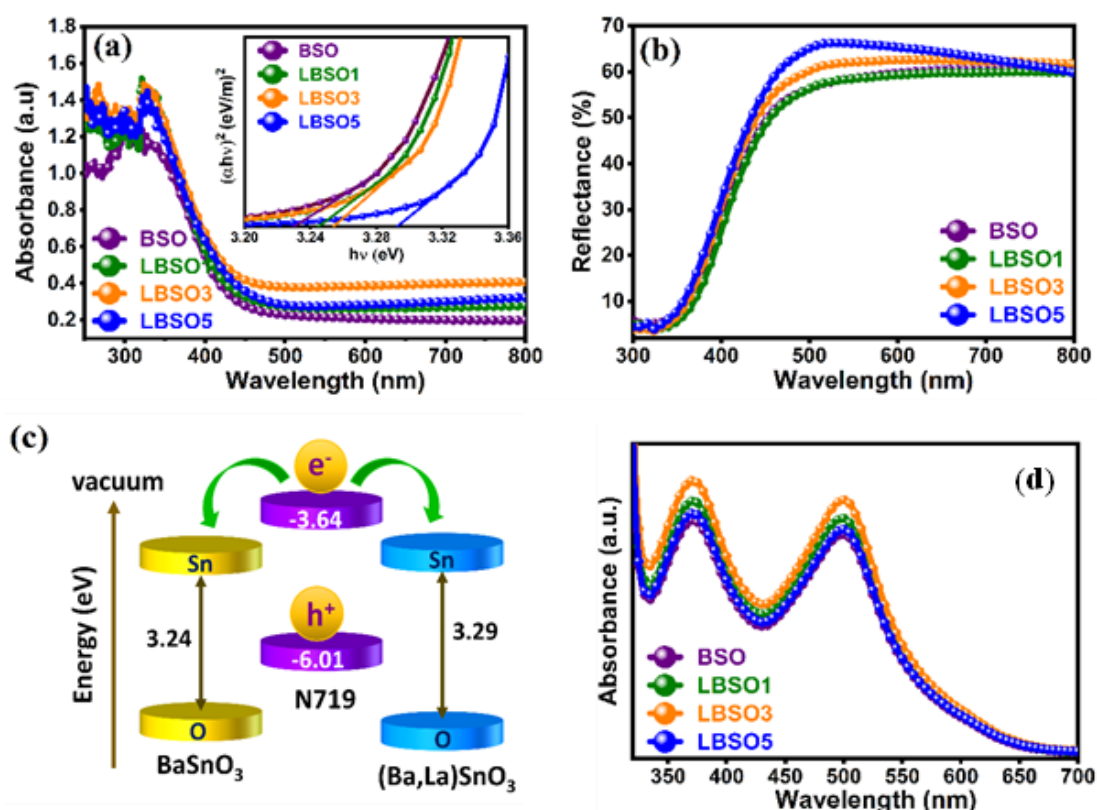 (a)
1.8
1.6
1.4
1.2
1.0
0.8
0.6
0.4
0.2
Absorbance (a.u)
300 400 500 600 700 800
Wavelength (nm)
BSO
LBSO
LBSO3
LBSO5
BSO
LBSO1
LBSO3
LBSO5
(αhν)² (eV/m)²
3.20 3.24 3.28 3.32 3.36
hν (eV)
(b)
70
60
50
40
30
20
10
Reflectance (%)
300 400 500 600 700 800
Wavelength (nm)
BSO
LBSO1
LBSO3
LBSO5
(c)
vacuum
Energy (eV)
e⁻
-3.64
Sn
Sn
h⁺
3.24
3.29
-6.01
N719
O
O
BaSnO₃
(Ba,La)SnO₃
(d)
Absorbance (a.u.)
350 400 450 500 550 600 650 700
Wavelength (nm)
BSO
LBSO1
LBSO3
LBSO5